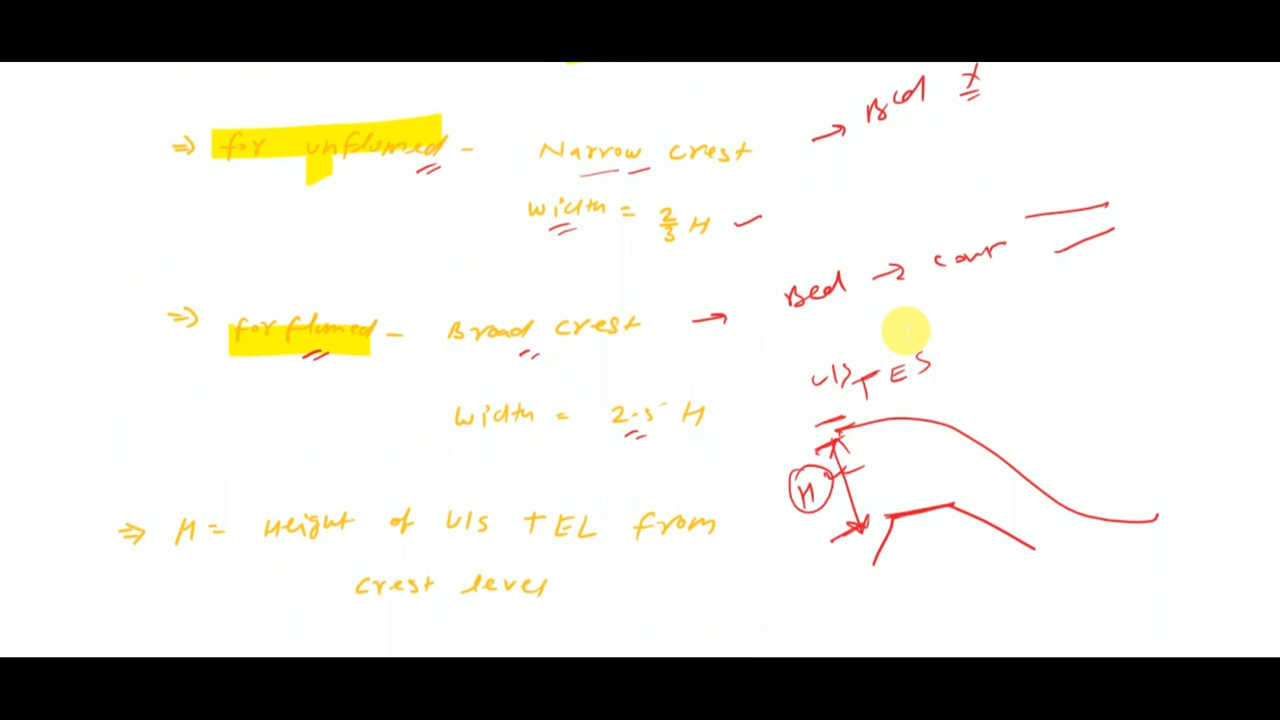 Bed x
⇒ for unflumed - Narrow crest →
width = 2/3 H ✓
Bed →
⇒ for flumed - Broad crest →
U/S TES
width = 2.5 H
H
⇒ H = Height of U/S TEL from
crest level